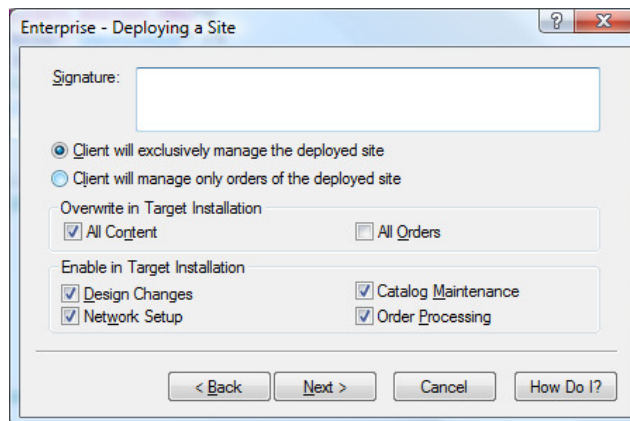 Enterprise - Deploying a Site
Signature:
Client will exclusively manage the deployed site
Client will manage only orders of the deployed site
Overwrite in Target Installation
All Content All Orders
Enable in Target Installation
Design Changes Catalog Maintenance
Network Setup Order Processing
< Back Next > Cancel How Do I?